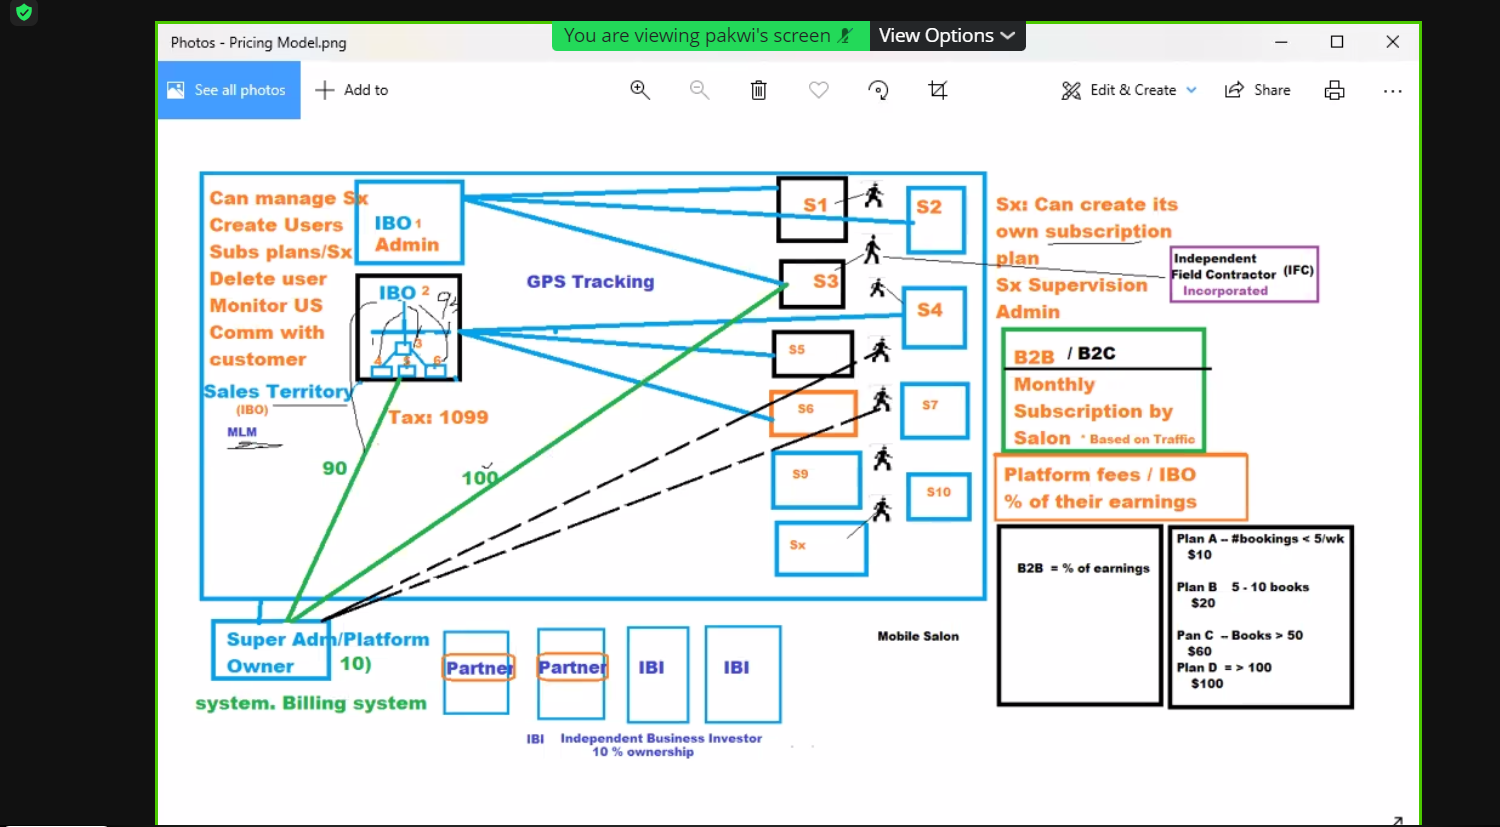 You are viewing pakwi's screen
View Options
Photos - Pricing Model.png
See all photos
Add to
Edit & Create
Share
Can manage Sx
Create Users
Subs plans/Sx
Delete user
Monitor US
Comm with
customer
Sales Territory
(IBO)
MLM
IBO 1
Admin
IBO 2
3
4
5
6
Tax: 1099
90
100
GPS Tracking
S1
S2
S3
S4
S5
S6
S7
S9
S10
Sx
Sx: Can create its
own subscription
plan
Sx Supervision
Admin
Independent
Field Contractor (IFC)
Incorporated
B2B / B2C
Monthly
Subscription by
Salon * Based on Traffic
Platform fees / IBO
% of their earnings
B2B = % of earnings
Plan A -- #bookings < 5/wk
$10
Plan B 5 - 10 books
$20
Pan C -- Books > 50
$60
Plan D = > 100
$100
Super Adm/Platform
Owner 10)
system. Billing system
Partner
Partner
IBI
IBI
IBI Independent Business Investor
10 % ownership
Mobile Salon